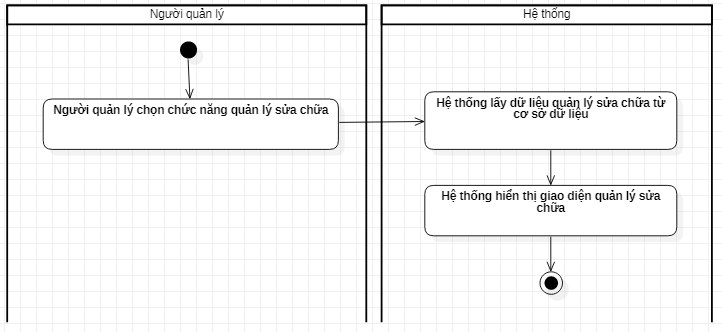 Người quản lý
Hệ thống
Người quản lý chọn chức năng quản lý sửa chữa
Hệ thống lấy dữ liệu quản lý sửa chữa từ
cơ sở dữ liệu
Hệ thống hiển thị giao diện quản lý sửa
chữa